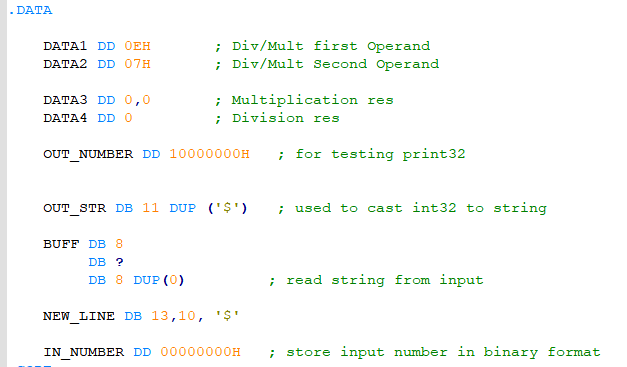 .DATA
DATA1 DD 0EH ; Div/Mult first Operand
DATA2 DD 07H ; Div/Mult Second Operand
DATA3 DD 0,0 ; Multiplication res
DATA4 DD 0 ; Division res
OUT_NUMBER DD 10000000H ; for testing print32
OUT_STR DB 11 DUP ('$') ; used to cast int32 to string
BUFF DB 8
DB ?
DB 8 DUP(0) ; read string from input
NEW_LINE DB 13,10, '$'
IN_NUMBER DD 00000000H ; store input number in binary format